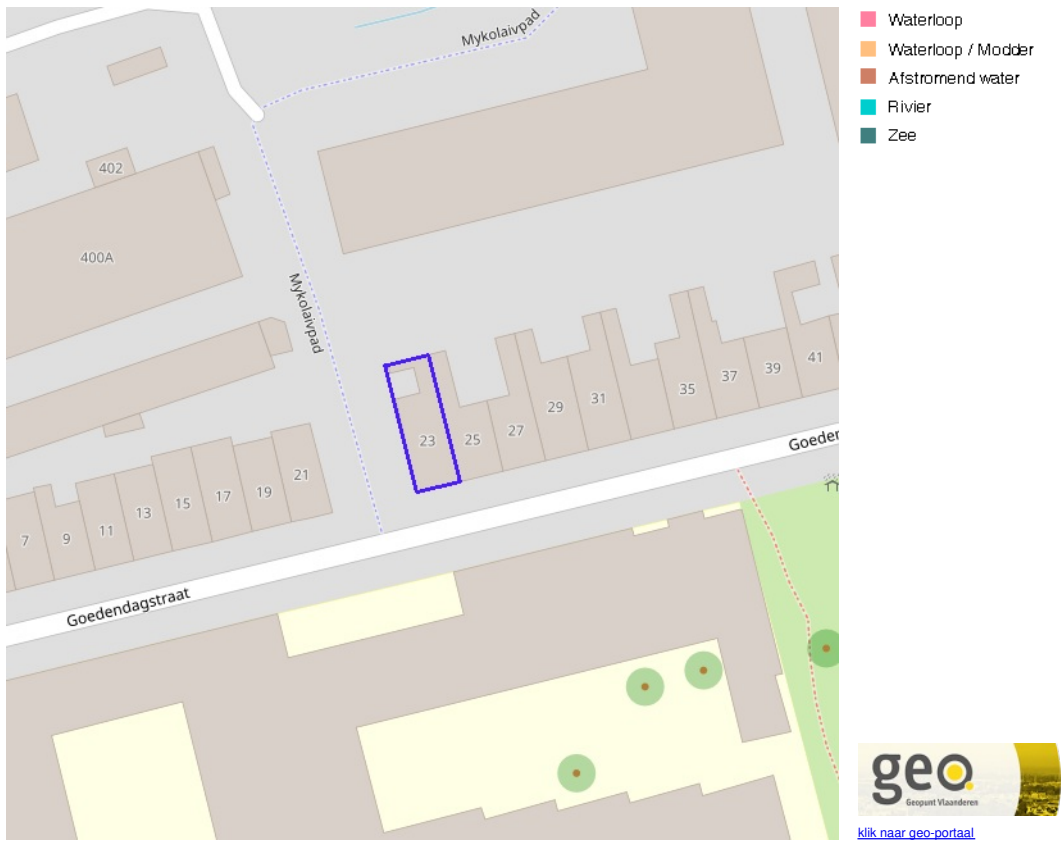 Mykolaivpad
402
400A
Mykolaivpad
23
25
27
29
31
35
37
39
41
7
9
11
13
15
17
19
21
Goeden
Goedendagstraat
Waterloop
Waterloop / Modder
Afstromend water
Rivier
Zee
geo
Geopunt Vlaanderen
klik naar geo-portaal